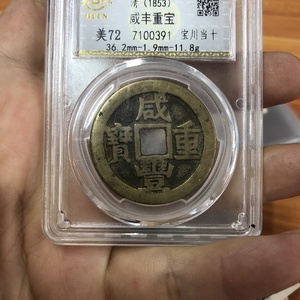 清 (1853)
咸丰重宝
美72 7100391 宝川当十
36.2mm-1.9mm-11.8g
咸
寶 重
豐